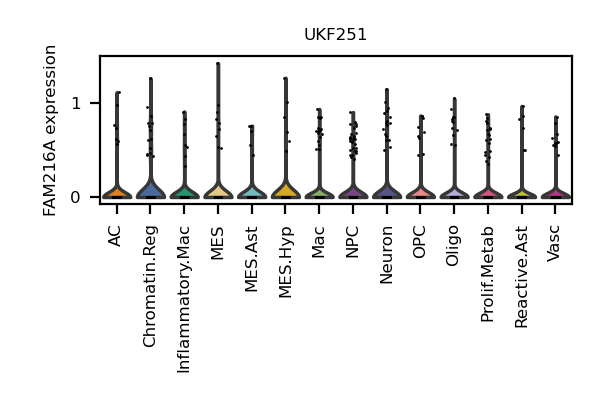 UKF251
FAM216A expression
1
0
AC
Chromatin.Reg
Inflammatory.Mac
MES
MES.Ast
MES.Hyp
Mac
NPC
Neuron
OPC
Oligo
Prolif.Metab
Reactive.Ast
Vasc